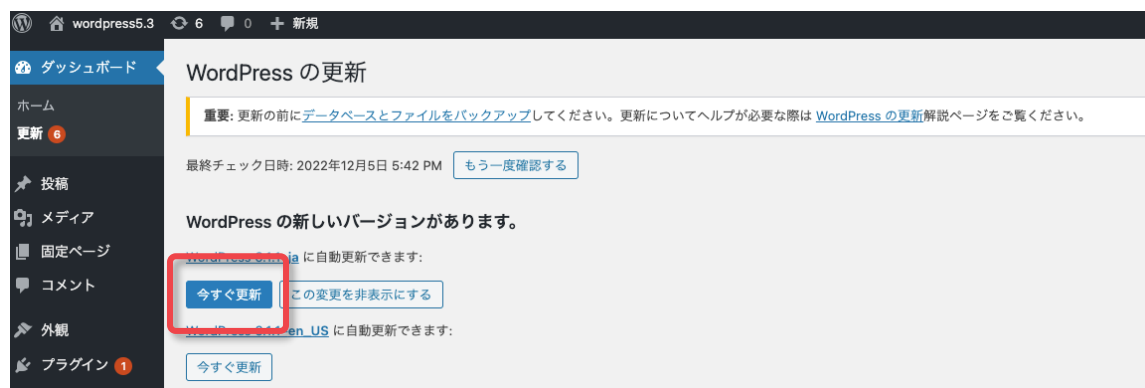 wordpress5.3 6 0 新規
ダッシュボード
ホーム
更新 6
投稿
メディア
固定ページ
コメント
外観
プラグイン 1
WordPress の更新
重要: 更新の前にデータベースとファイルをバックアップしてください。更新についてヘルプが必要な際は WordPress の更新解説ページをご覧ください。
最終チェック日時: 2022年12月5日 5:42 PM もう一度確認する
WordPress の新しいバージョンがあります。
WordPress 6.1.1-ja に自動更新できます:
今すぐ更新 この変更を非表示にする
WordPress 6.1.1-en_US に自動更新できます:
今すぐ更新